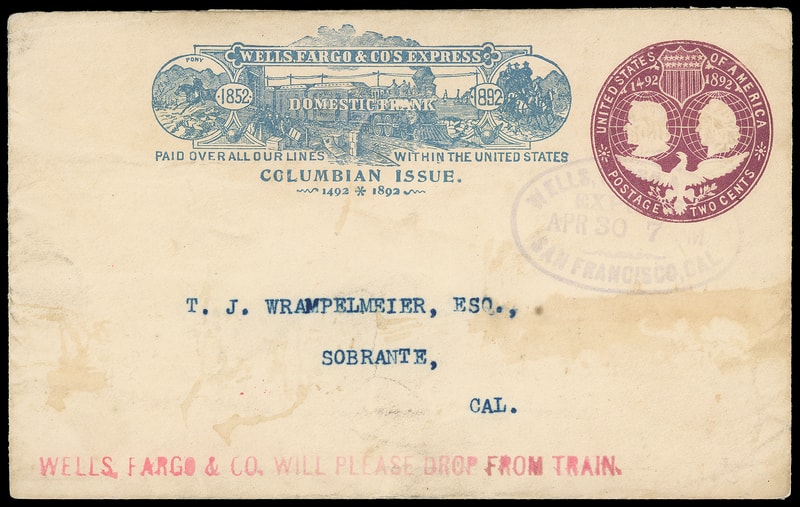 PONY
WELLS, FARGO & CO'S EXPRESS
1852 DOMESTIC FRANK 1892
PAID OVER ALL OUR LINES WITHIN THE UNITED STATES
COLUMBIAN ISSUE.
1492 1892
UNITED STATES OF AMERICA
1492 1892
POSTAGE TWO CENTS
WELLS,
APR 30 7 M
SAN FRANCISCO, CAL
T. J. WRAMPELMEIER, ESQ.,
SOBRANTE,
CAL.
WELLS, FARGO & CO. WILL PLEASE DROP FROM TRAIN.